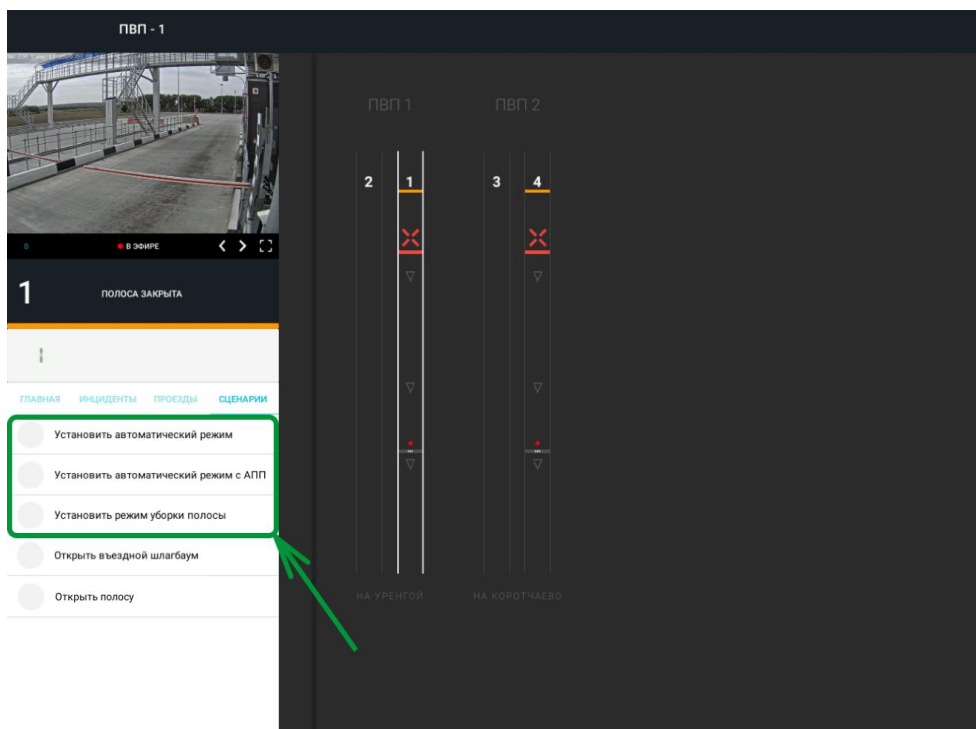 ПВП - 1
ПВП 1 ПВП 2
2 1 3 4
0 В ЭФИРЕ
1 ПОЛОСА ЗАКРЫТА
ГЛАВНАЯ ИНЦИДЕНТЫ ПРОЕЗДЫ СЦЕНАРИИ
Установить автоматический режим
Установить автоматический режим с АПП
Установить режим уборки полосы
Открыть въездной шлагбаум
Открыть полосу
НА УРЕНГОЙ НА КОРОТЧАЕВО